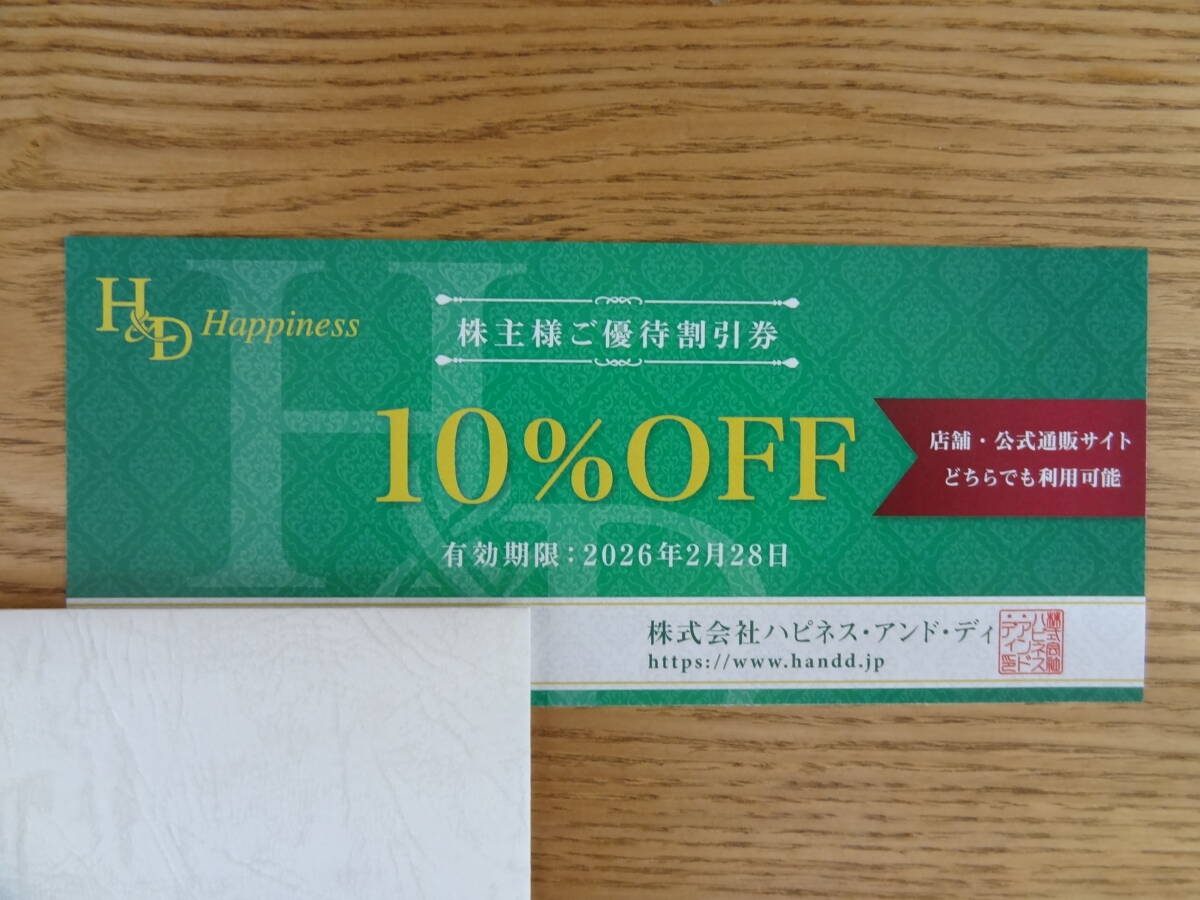 H&D Happiness
株主様ご優待割引券
10%OFF
店舗・公式通販サイト
どちらでも利用可能
有効期限：2026年2月28日
株式会社ハピネス・アンド・ディ
https://www.handd.jp